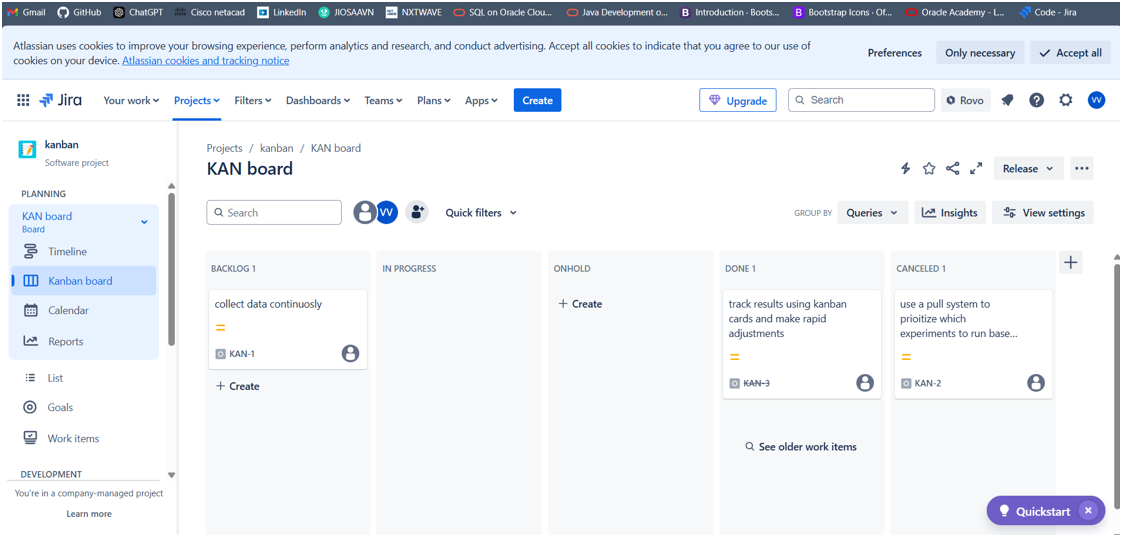 Gmail GitHub ChatGPT Cisco netacad LinkedIn JIOSAAVN NXTWAVE SQL on Oracle Clou... Java Development o... Introduction · Boots... Bootstrap Icons · Of... Oracle Academy - L... Code - Jira
Atlassian uses cookies to improve your browsing experience, perform analytics and research, and conduct advertising. Accept all cookies to indicate that you agree to our use of
cookies on your device. Atlassian cookies and tracking notice
Preferences Only necessary Accept all
Jira Your work Projects Filters Dashboards Teams Plans Apps Create Upgrade Search Rovo VV
kanban
Software project
PLANNING
KAN board
Board
Timeline
Kanban board
Calendar
Reports
List
Goals
Work items
DEVELOPMENT
You're in a company-managed project
Learn more
Projects / kanban / KAN board
KAN board
Release
Search VV Quick filters GROUP BY Queries Insights View settings
BACKLOG 1
collect data continuosly
KAN-1
Create
IN PROGRESS
ONHOLD
Create
DONE 1
track results using kanban
cards and make rapid
adjustments
KAN-3
See older work items
CANCELED 1
use a pull system to
prioitize which
experiments to run base...
KAN-2
Quickstart